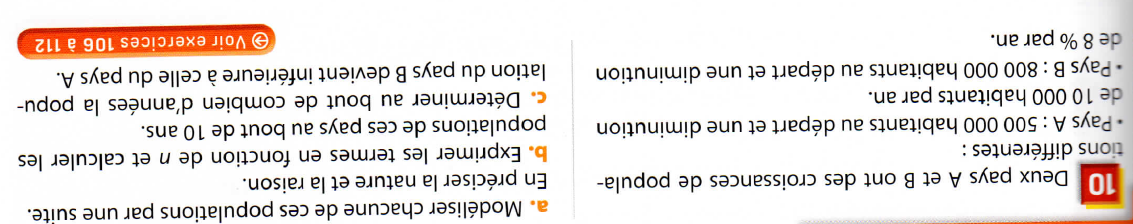 10 Deux pays A et B ont des croissances de popula-
tions différentes :
• Pays A : 500 000 habitants au départ et une diminution
de 10 000 habitants par an.
• Pays B : 800 000 habitants au départ et une diminution
de 8 % par an.
a. Modéliser chacune de ces populations par une suite.
En préciser la nature et la raison.
b. Exprimer les termes en fonction de n et calculer les
populations de ces pays au bout de 10 ans.
c. Déterminer au bout de combien d'années la popu-
lation du pays B devient inférieure à celle du pays A.
Voir exercices 106 à 112